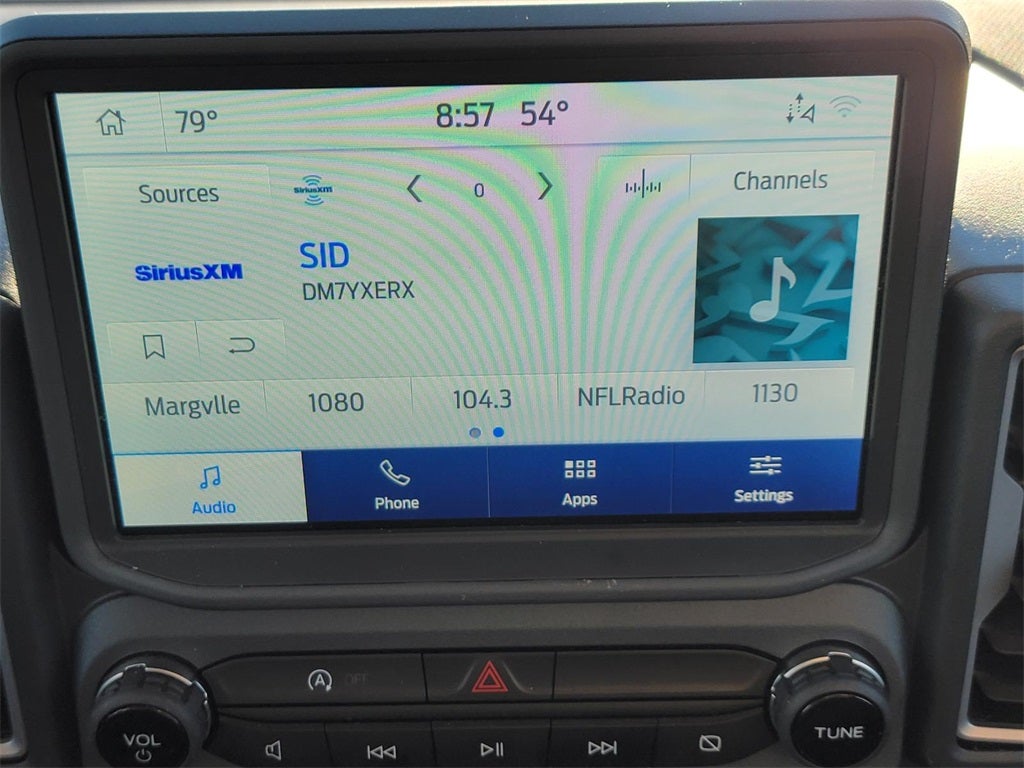 79° 8:57 54°
Sources SiriusXM 0 Channels
SiriusXM SID
DM7YXERX
Margvlle 1080 104.3 NFLRadio 1130
Audio Phone Apps Settings
A OFF
VOL TUNE